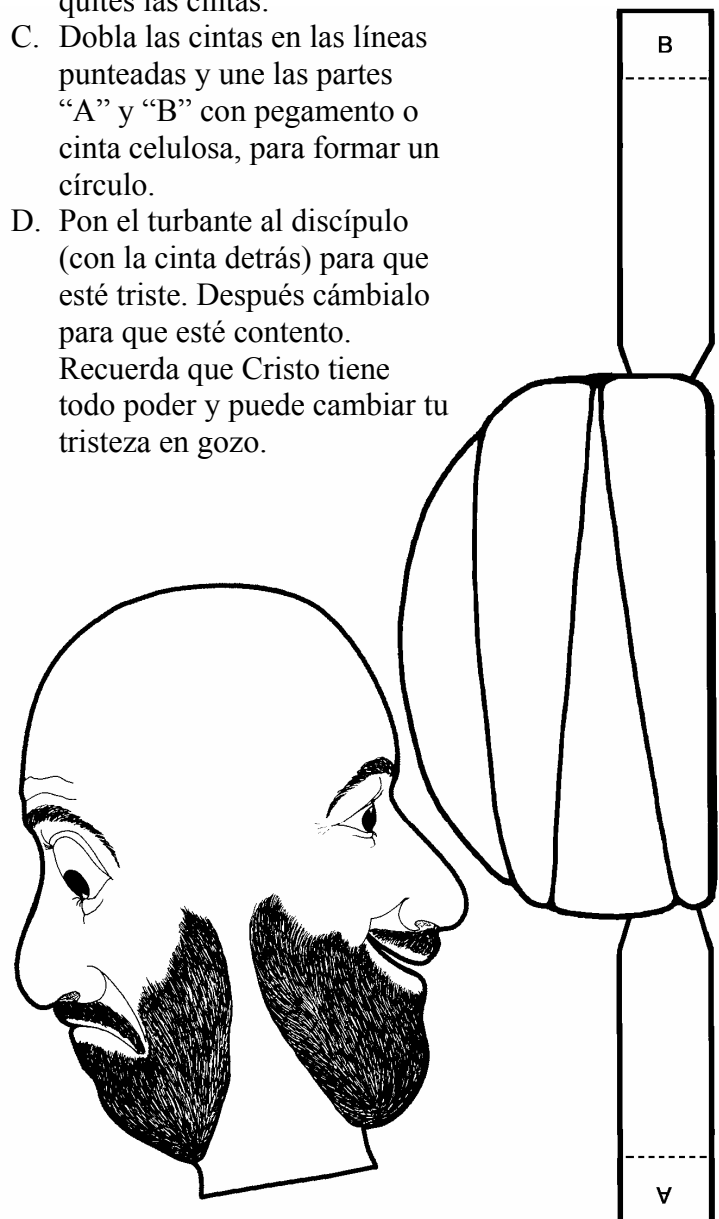 quites las cintas.
C. Dobla las cintas en las líneas
punteadas y une las partes
“A” y “B” con pegamento o
cinta celulosa, para formar un
círculo.
D. Pon el turbante al discípulo
(con la cinta detrás) para que
esté triste. Después cámbialo
para que esté contento.
Recuerda que Cristo tiene
todo poder y puede cambiar tu
tristeza en gozo.
B
A